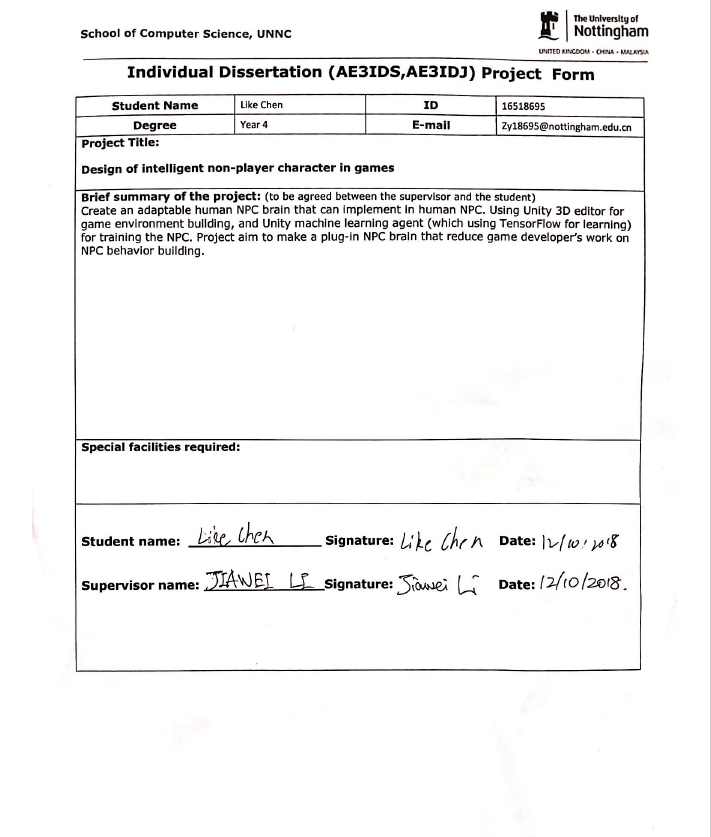 School of Computer Science, UNNC
The University of
Nottingham
UNITED KINGDOM · CHINA · MALAYSIA
Individual Dissertation (AE3IDS,AE3IDJ) Project Form
Student Name Like Chen ID 16518695
Degree Year 4 E-mail Zy18695@nottingham.edu.cn
Project Title:
Design of intelligent non-player character in games
Brief summary of the project: (to be agreed between the supervisor and the student)
Create an adaptable human NPC brain that can implement in human NPC. Using Unity 3D editor for
game environment building, and Unity machine learning agent (which using TensorFlow for learning)
for training the NPC. Project aim to make a plug-in NPC brain that reduce game developer's work on
NPC behavior building.
Special facilities required:
Student name: Like Chen Signature: Like Chen Date: 12/10/2018
Supervisor name: JIAWEI LI Signature: Jiawei Li Date: 12/10/2018.